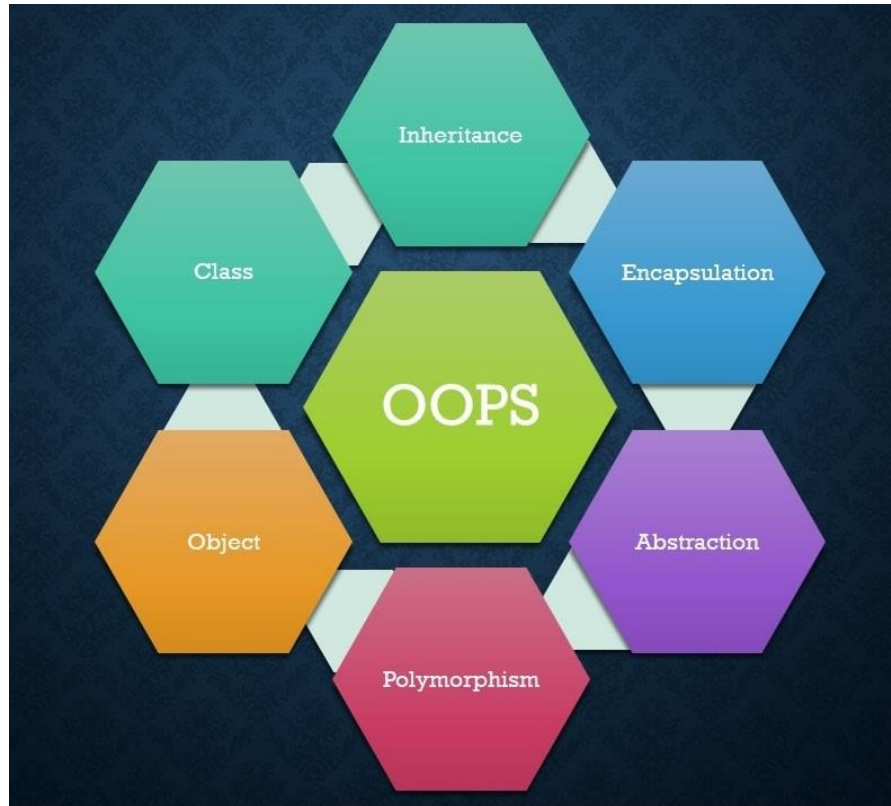 Inheritance
Class
Encapsulation
OOPS
Object
Abstraction
Polymorphism